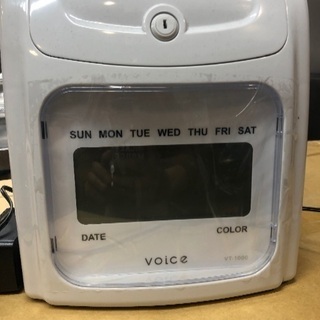 SUN MON TUE WED THU FRI SAT
DATE COLOR
VOICE